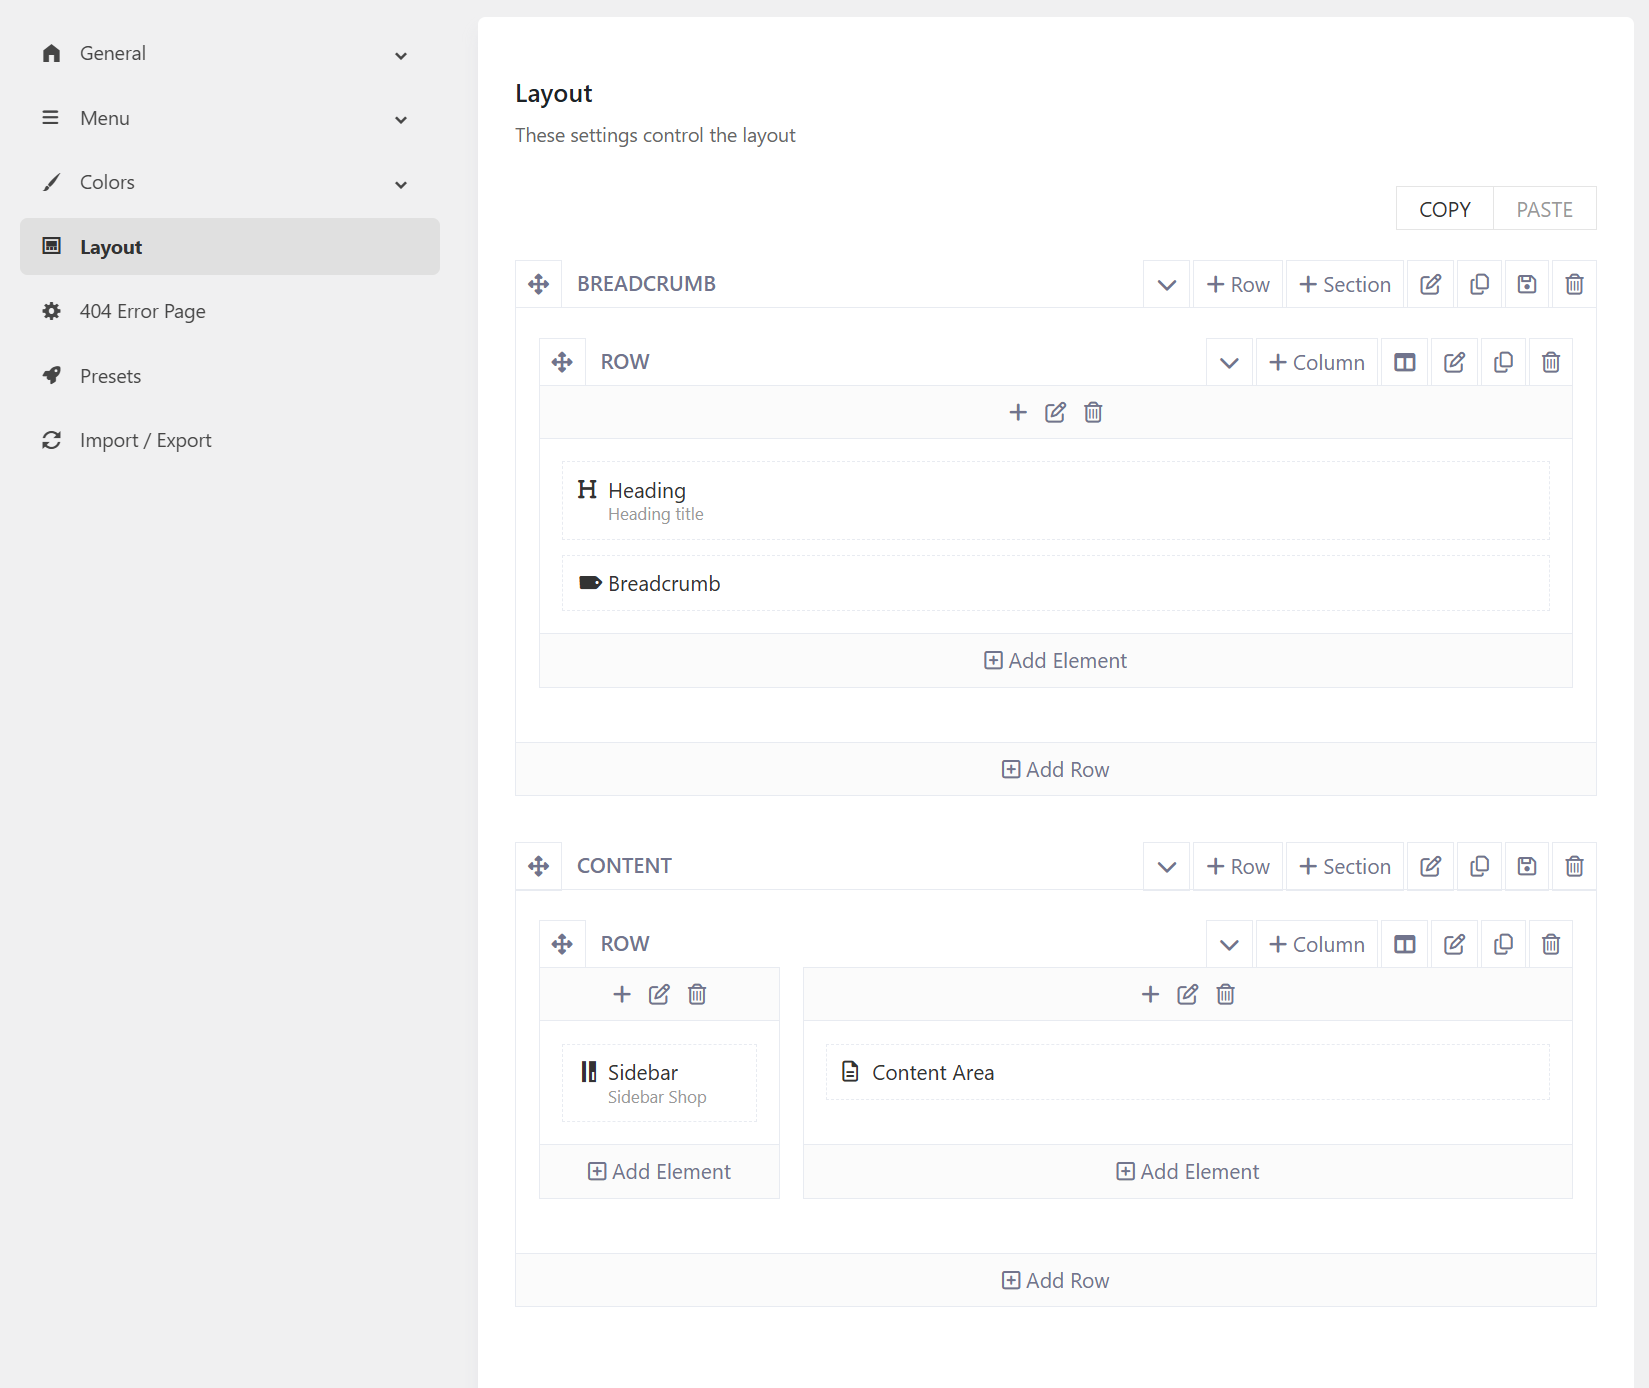 General
Menu
Colors
Layout
404 Error Page
Presets
Import / Export
Layout
These settings control the layout
COPY PASTE
BREADCRUMB Row Section
ROW Column
Heading
Heading title
Breadcrumb
Add Element
Add Row
CONTENT Row Section
ROW Column
Sidebar Content Area
Sidebar Shop
Add Element Add Element
Add Row